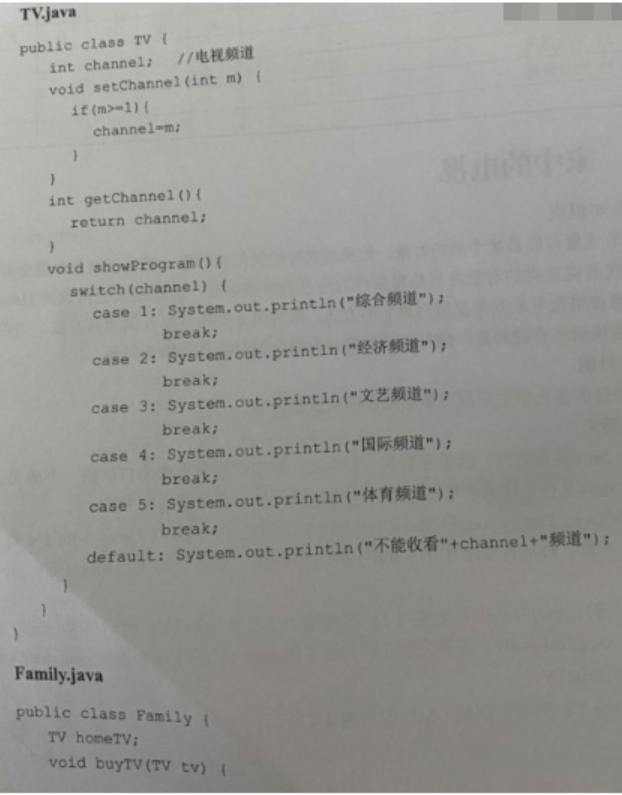 TV.java
public class TV {
int channel; //电视频道
void setChannel(int m) {
if(m>=1){
channel=m;
}
}
int getChannel(){
return channel;
}
void showProgram(){
switch(channel) {
case 1: System.out.println("综合频道");
break;
case 2: System.out.println("经济频道");
break;
case 3: System.out.println("文艺频道");
break;
case 4: System.out.println("国际频道");
break;
case 5: System.out.println("体育频道");
break;
default: System.out.println("不能收看"+channel+"频道");
}
}
}
Family.java
public class Family {
TV homeTV;
void buyTV(TV tv) {